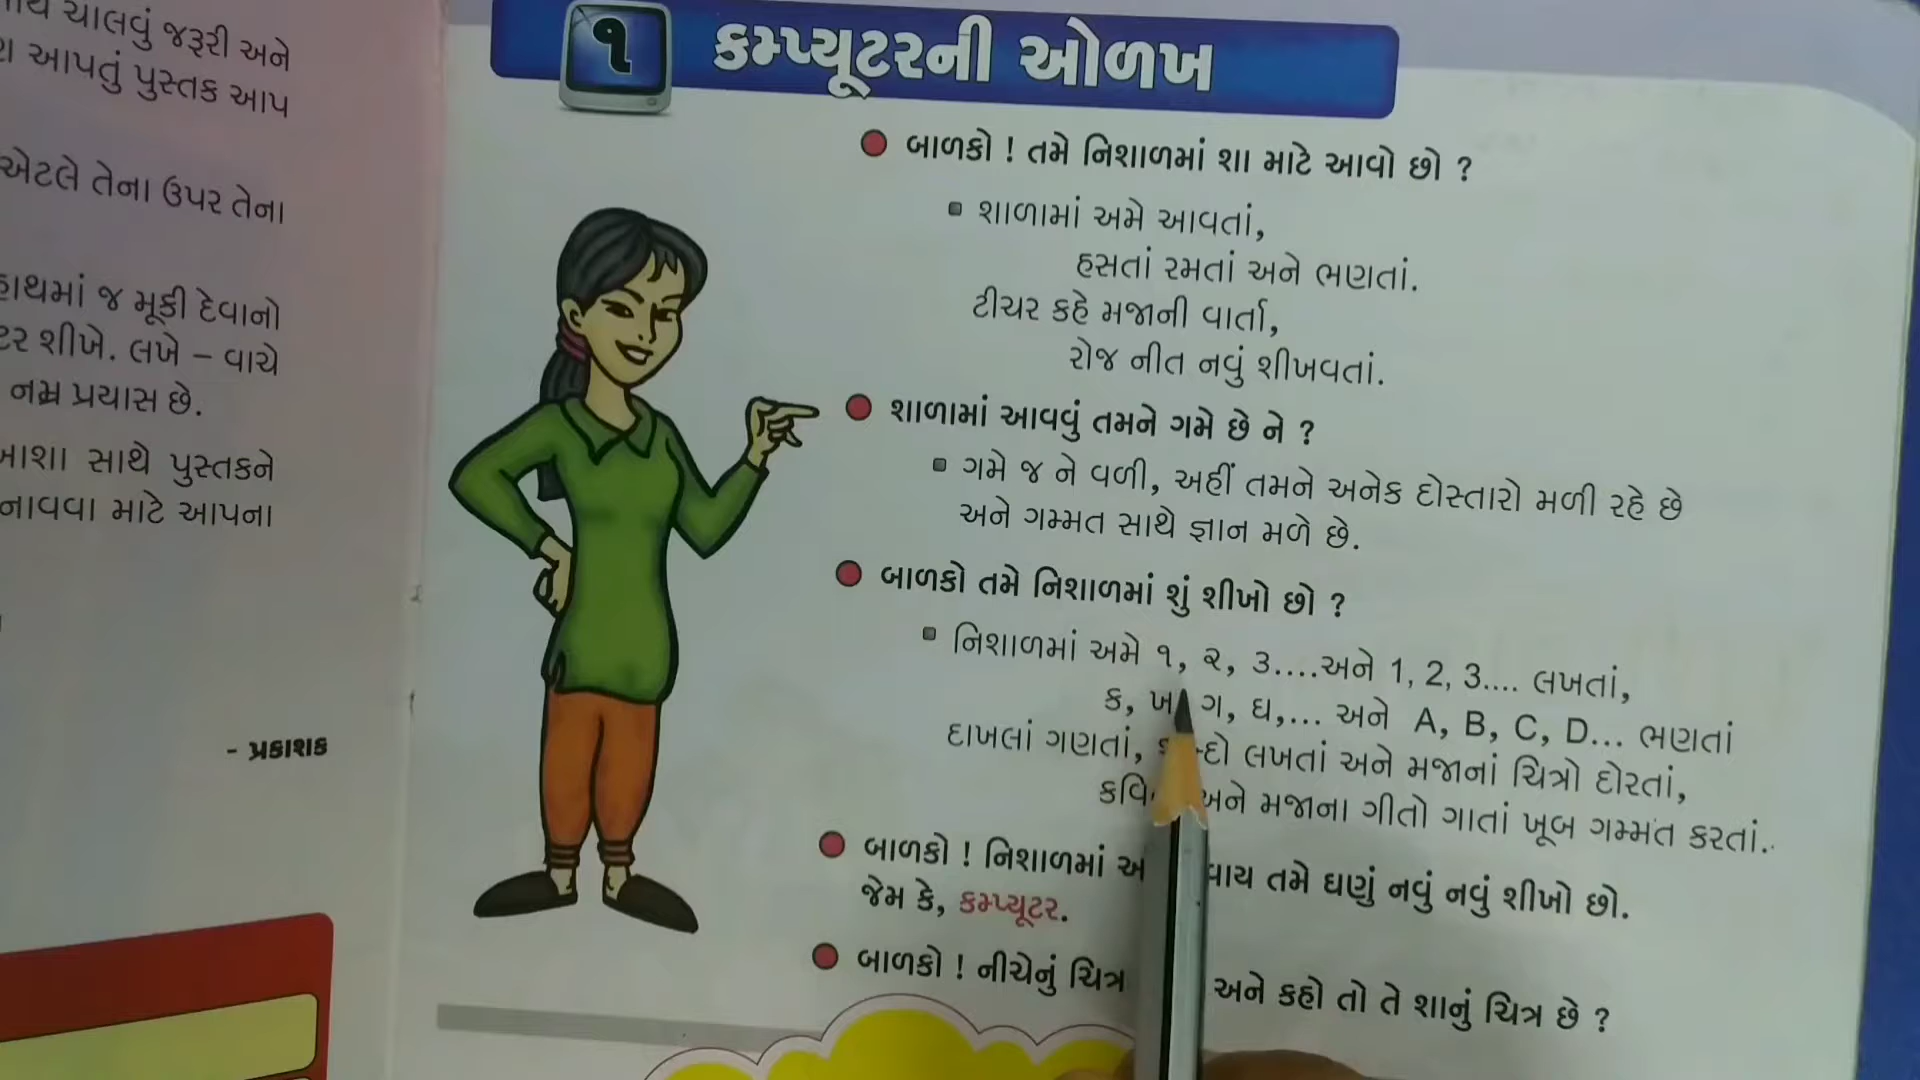 ચાલવું જરૂરી અને
આપતું પુસ્તક આપ
એટલે તેના ઉપર તેના
હાથમાં જ મૂકી દેવાનો
શીખે. લખે – વાચે
નમ્ર પ્રયાસ છે.
સાથે પુસ્તકને
માટે આપના
- પ્રકાશક
૧ કમ્પ્યૂટરની ઓળખ
બાળકો ! તમે નિશાળમાં શા માટે આવો છો ?
શાળામાં અમે આવતાં,
હસતાં રમતાં અને ભણતાં.
ટીચર કહે મજાની વાર્તા,
રોજ નીત નવું શીખવતાં.
શાળામાં આવવું તમને ગમે છે ને ?
ગમે જ ને વળી, અહીં તમને અનેક દોસ્તારો મળી રહે છે
અને ગમ્મત સાથે જ્ઞાન મળે છે.
બાળકો તમે નિશાળમાં શું શીખો છો ?
નિશાળમાં અમે ૧, ૨, ૩....અને 1, 2, 3.... લખતાં,
ક, ખ ગ, ઘ,... અને A, B, C, D... ભણતાં
દાખલાં ગણતાં, લખતાં અને મજાનાં ચિત્રો દોરતાં,
અને મજાના ગીતો ગાતાં ખૂબ ગમ્મત કરતાં.
બાળકો ! નિશાળમાં તમે ઘણું નવું નવું શીખો છો.
જેમ કે, કમ્પ્યૂટર.
બાળકો ! નીચેનું ચિત્ર અને કહો તો તે શાનું ચિત્ર છે ?